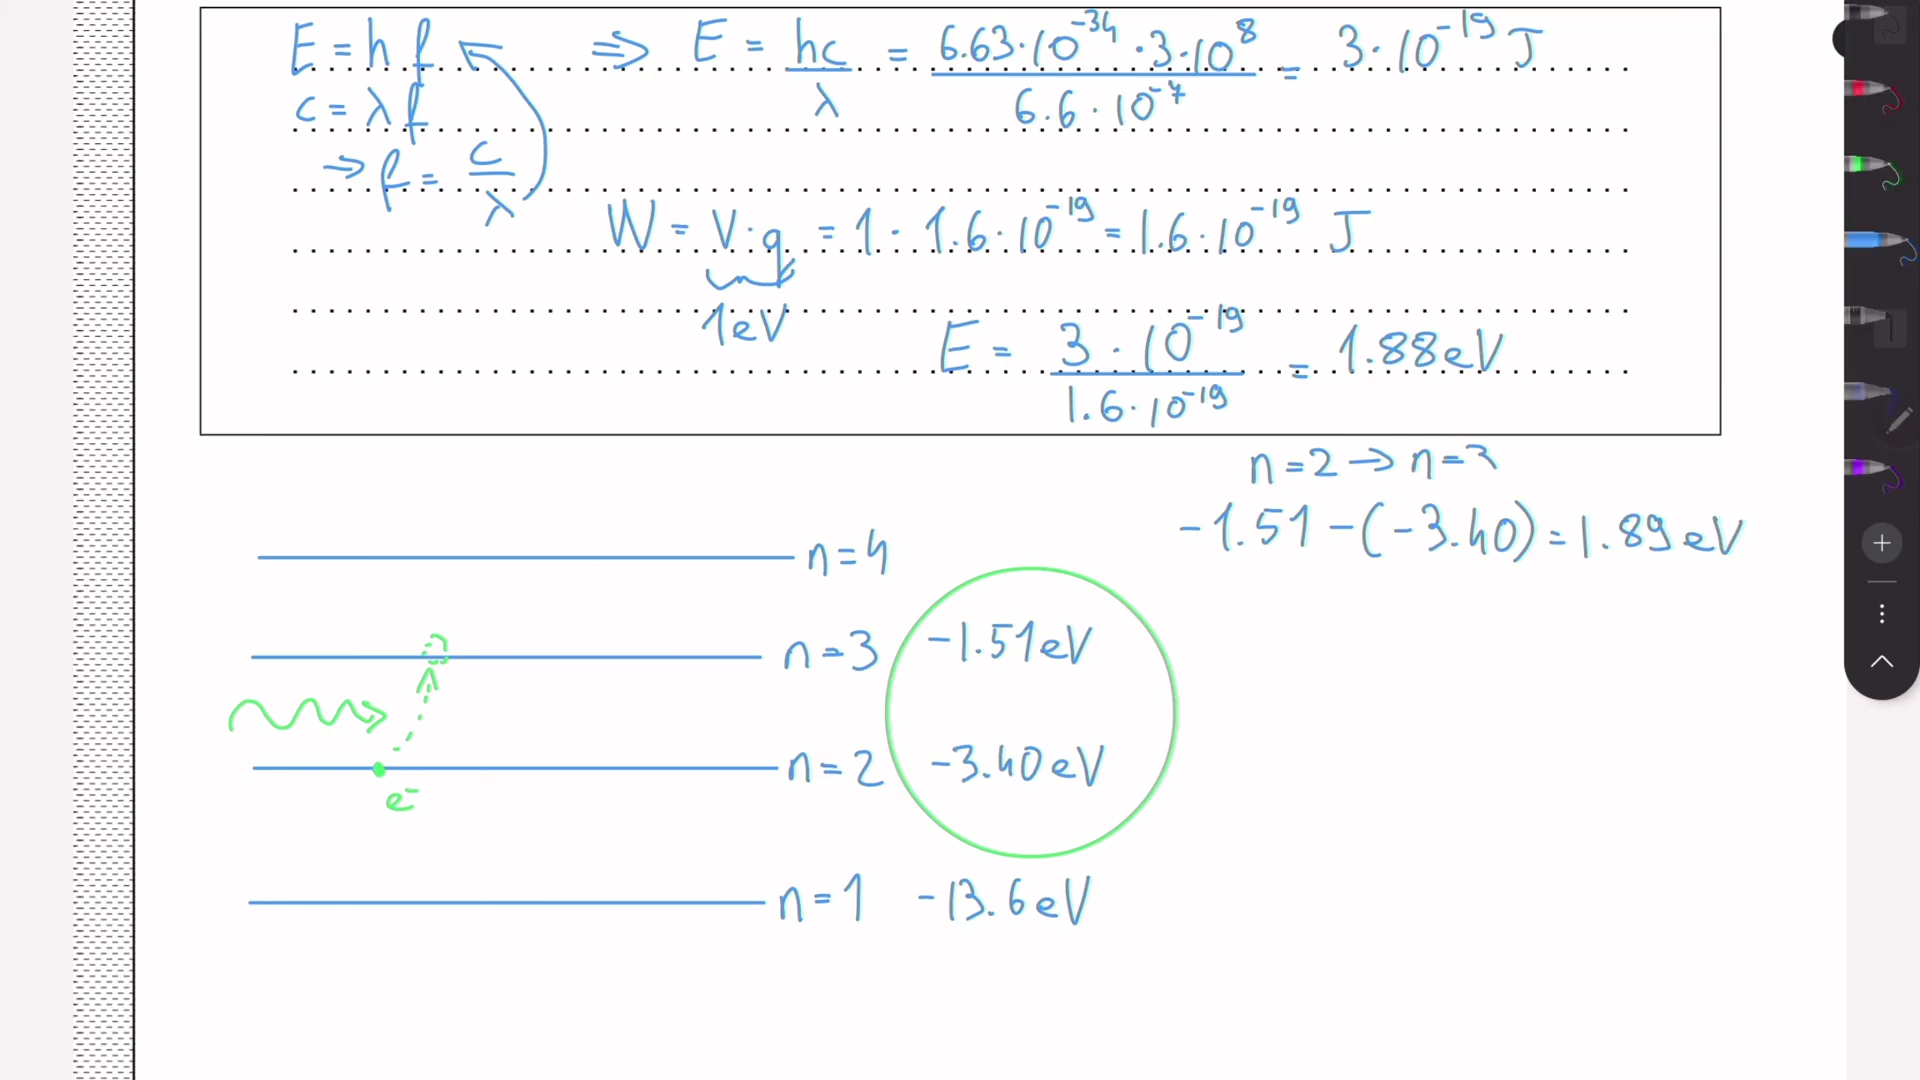 E = hf ⇒ E = hc/λ = 6.63·10⁻³⁴·3·10⁸/6.6·10⁻⁷ = 3·10⁻¹⁹ J
c = λf
→ f = c/λ
W = V·q = 1·1.6·10⁻¹⁹ = 1.6·10⁻¹⁹ J
1eV
E = 3·10⁻¹⁹/1.6·10⁻¹⁹ = 1.88eV
n=2 → n=3
-1.51-(-3.40) = 1.89eV
n=4
n=3 -1.51eV
n=2 -3.40eV
e⁻
n=1 -13.6eV